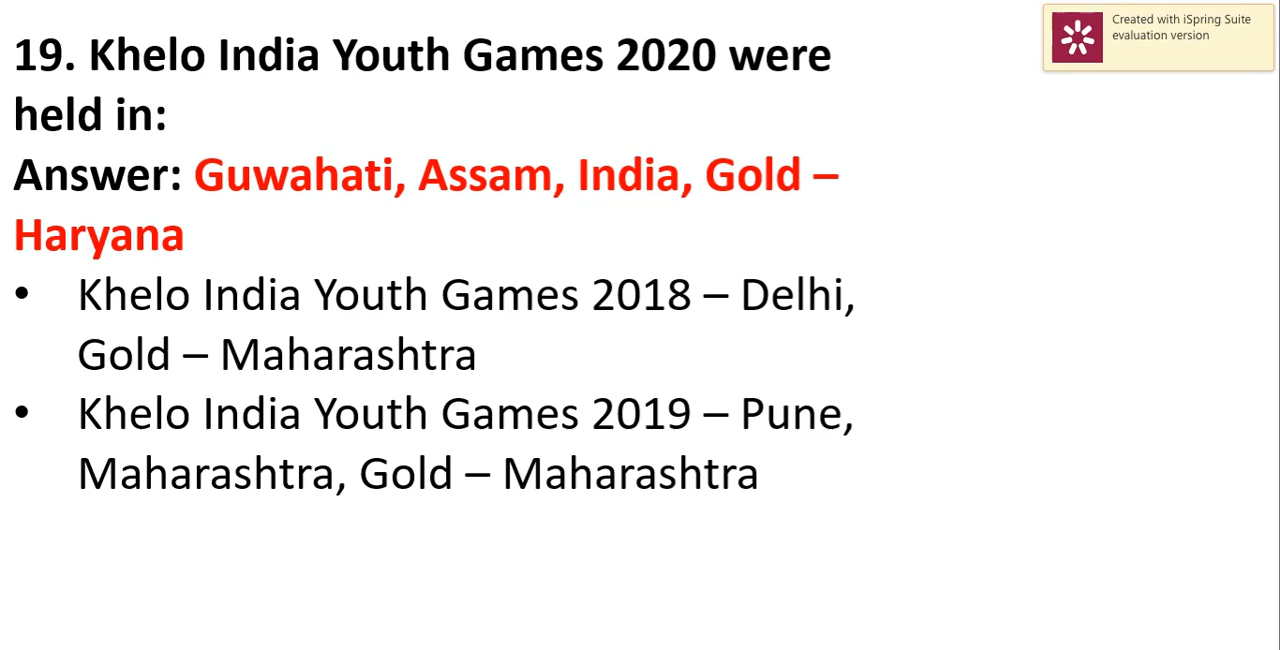 19. Khelo India Youth Games 2020 were
held in:
Answer: Guwahati, Assam, India, Gold –
Haryana
• Khelo India Youth Games 2018 – Delhi,
Gold – Maharashtra
• Khelo India Youth Games 2019 – Pune,
Maharashtra, Gold – Maharashtra
Created with iSpring Suite
evaluation version